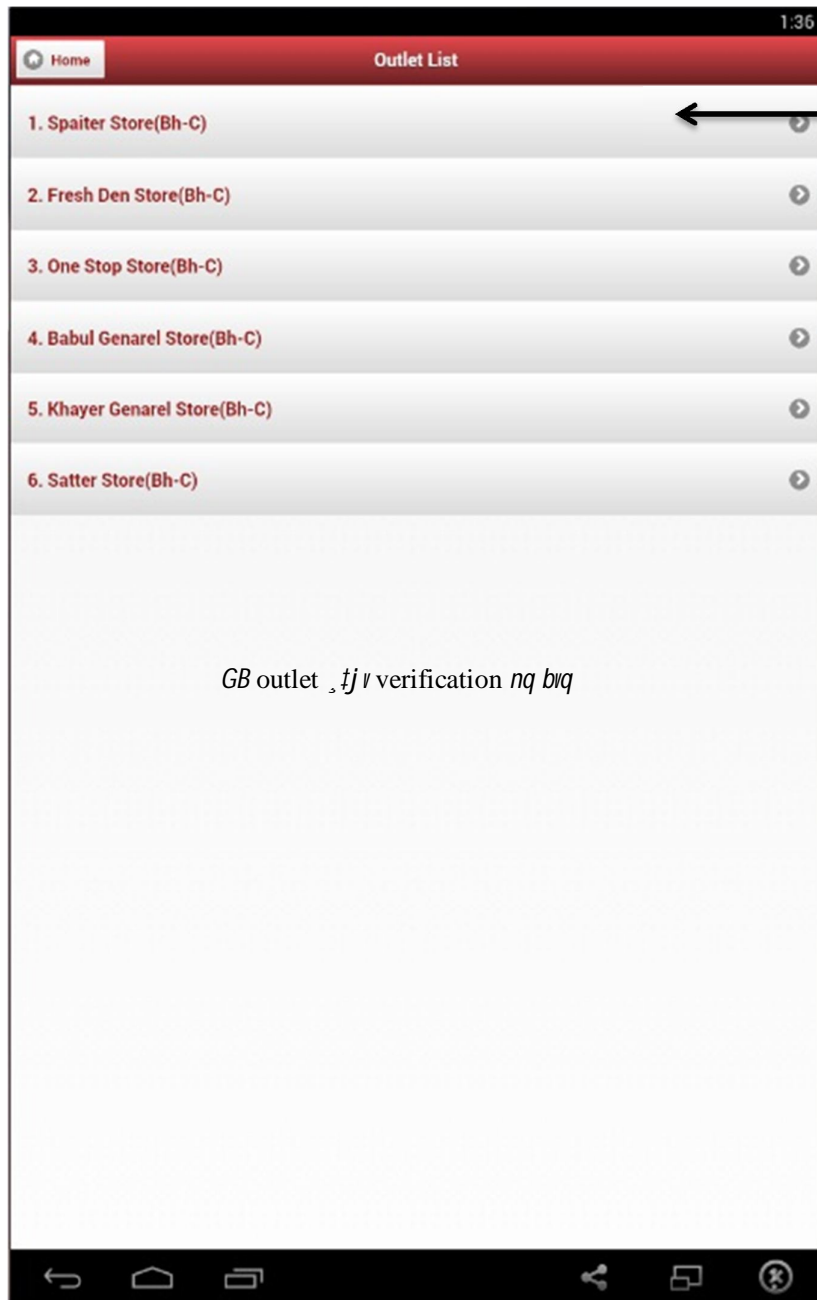 1:36
Home
Outlet List
1. Spaiter Store(Bh-C)
2. Fresh Den Store(Bh-C)
3. One Stop Store(Bh-C)
4. Babul Genarel Store(Bh-C)
5. Khayer Genarel Store(Bh-C)
6. Satter Store(Bh-C)
GB outlet verification nq